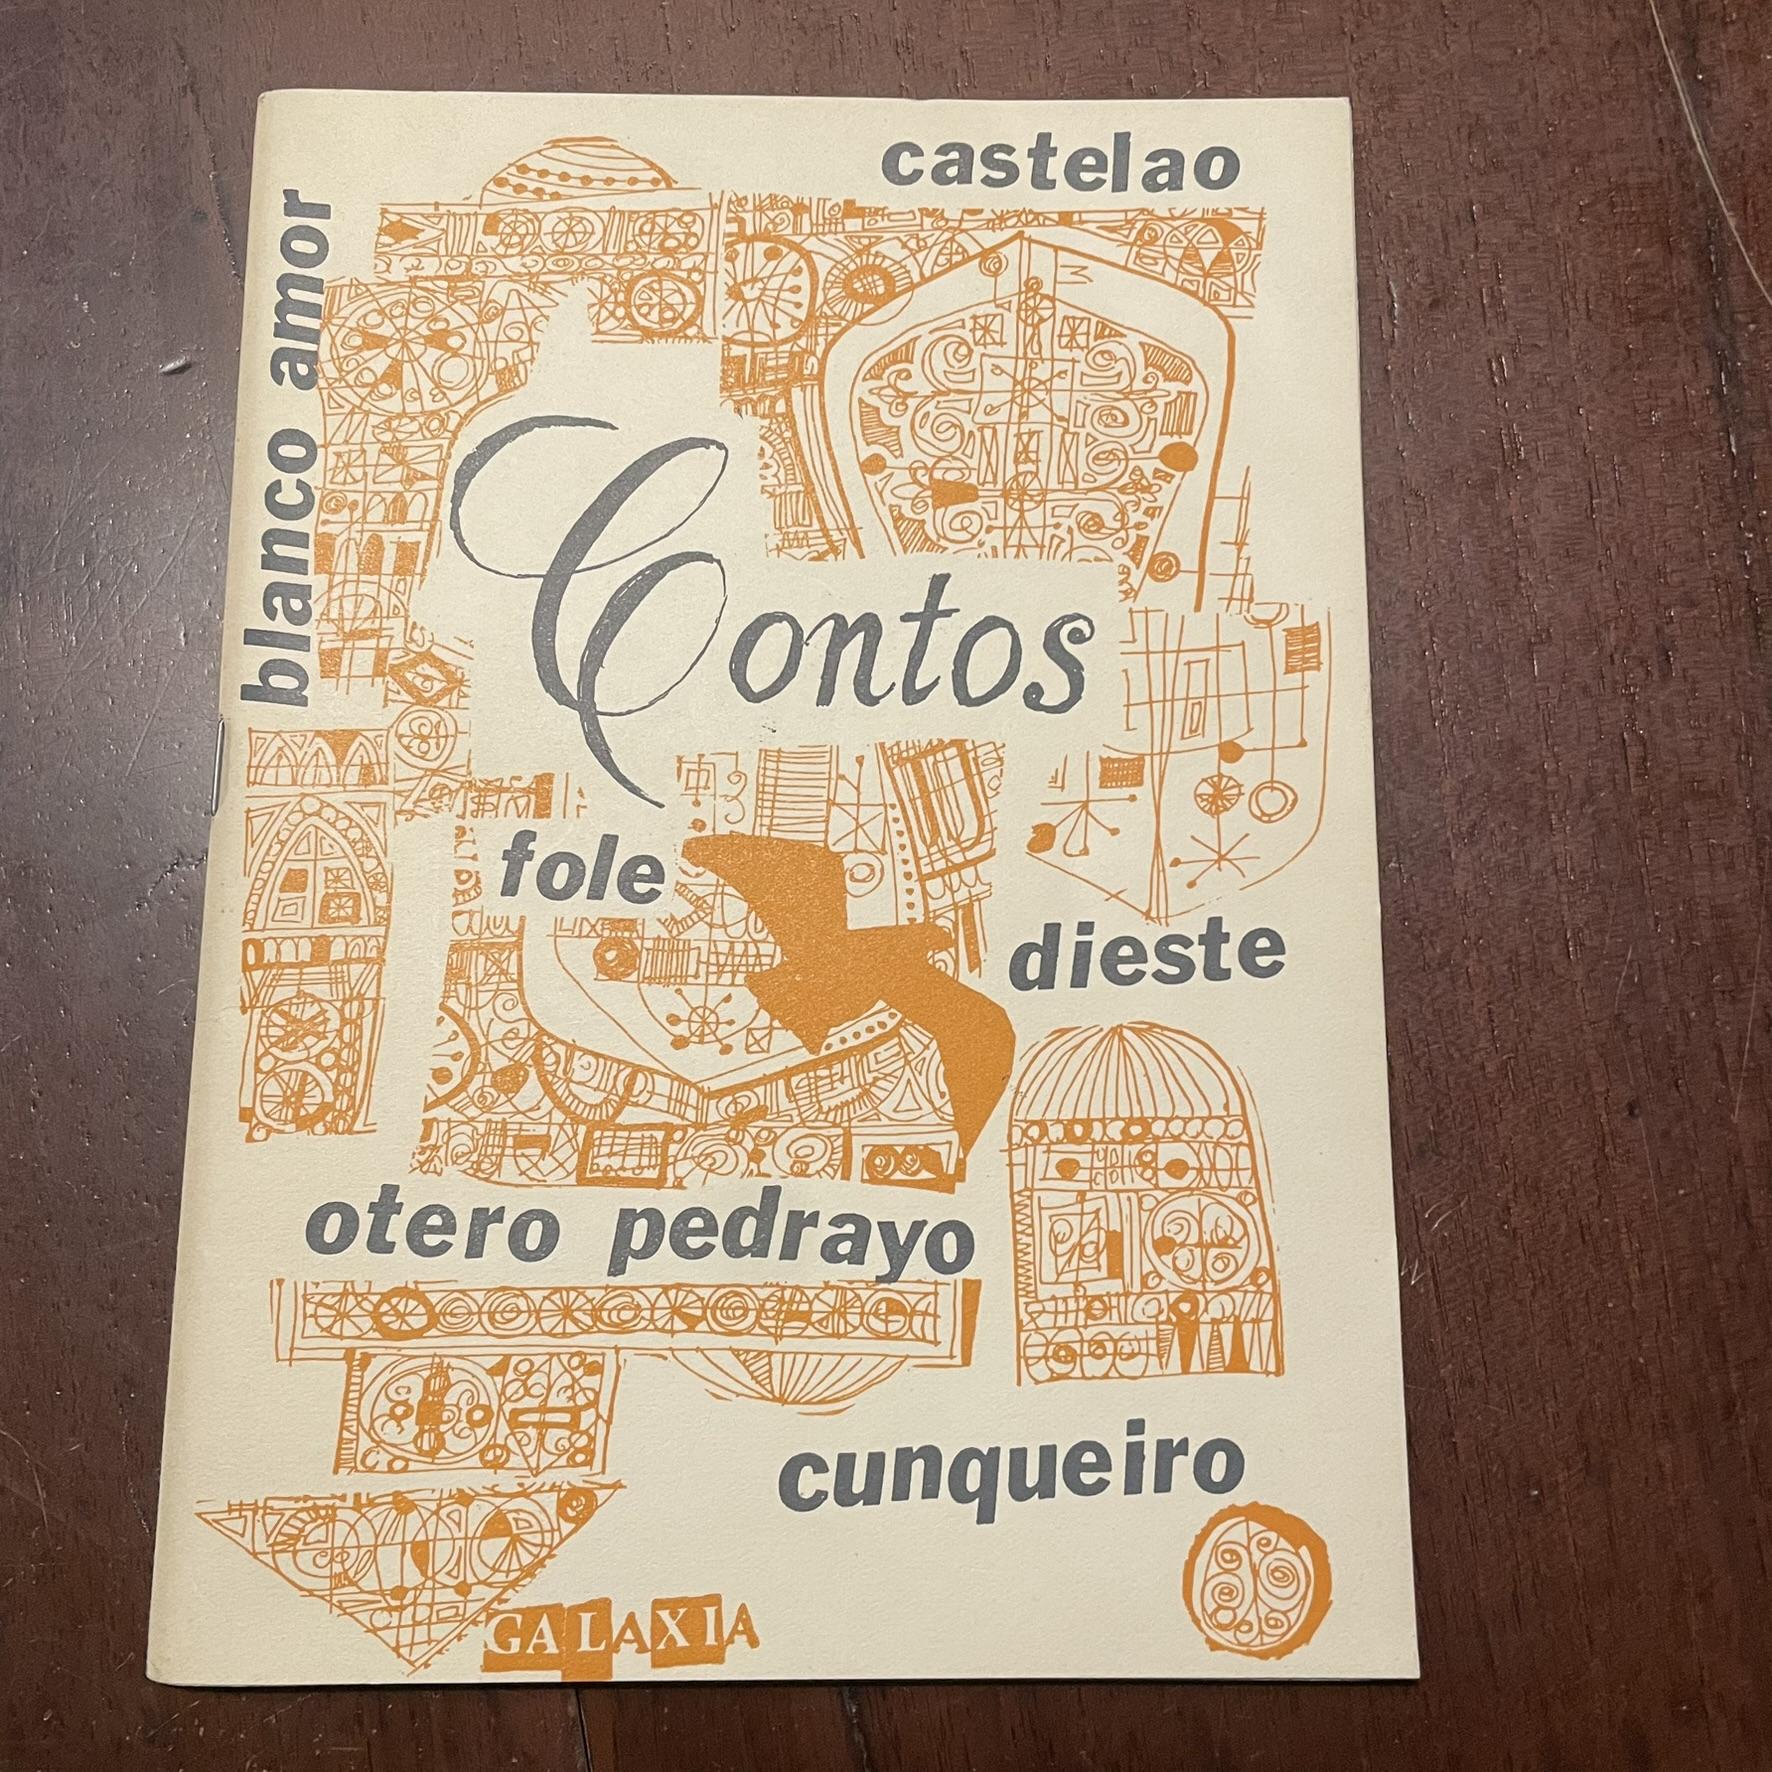 castelao
blanco amor
Contos
fole
dieste
otero pedrayo
cunqueiro
GALAXIA